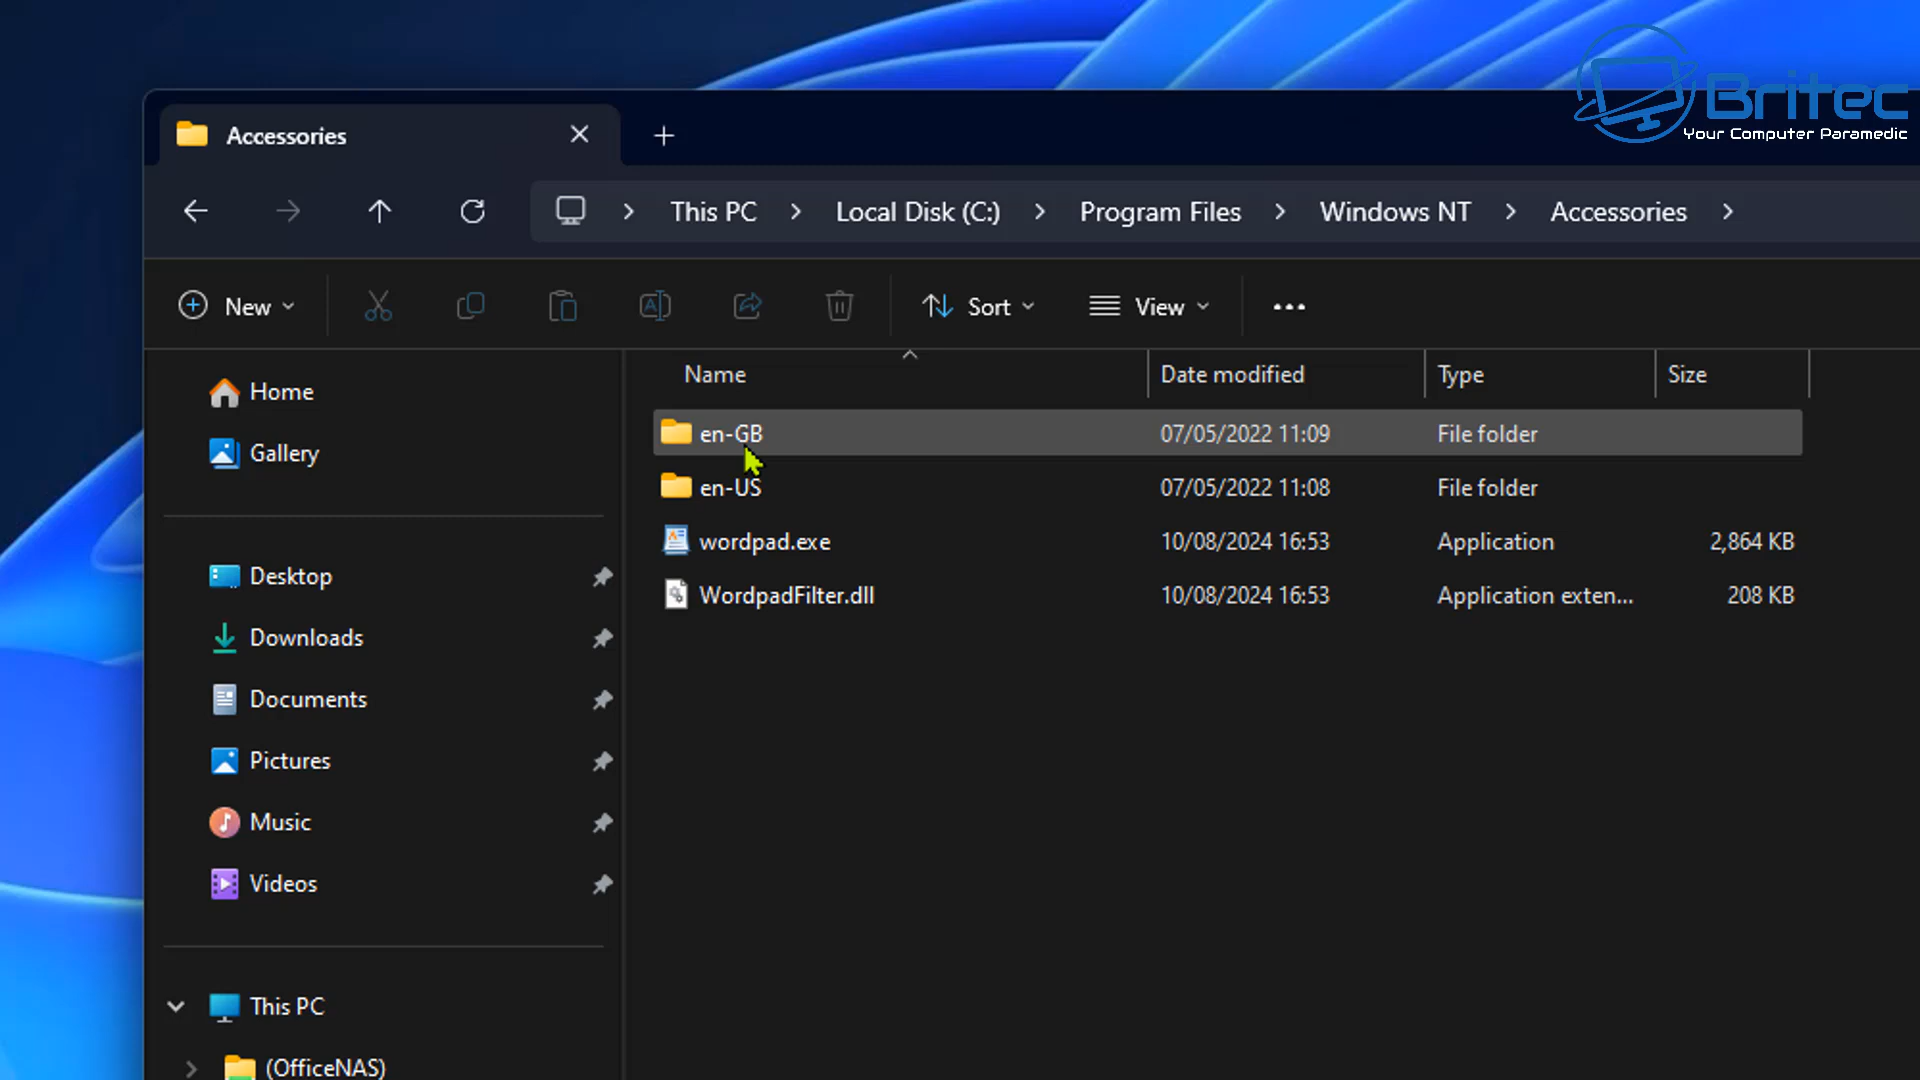 Britec
Your Computer Paramedic
Accessories
This PC > Local Disk (C:) > Program Files > Windows NT > Accessories >
New
Sort
View
Name
Date modified
Type
Size
Home
Gallery
Desktop
Downloads
Documents
Pictures
Music
Videos
This PC
(OfficeNAS)
en-GB 07/05/2022 11:09 File folder
en-US 07/05/2022 11:08 File folder
wordpad.exe 10/08/2024 16:53 Application 2,864 KB
WordpadFilter.dll 10/08/2024 16:53 Application exten... 208 KB